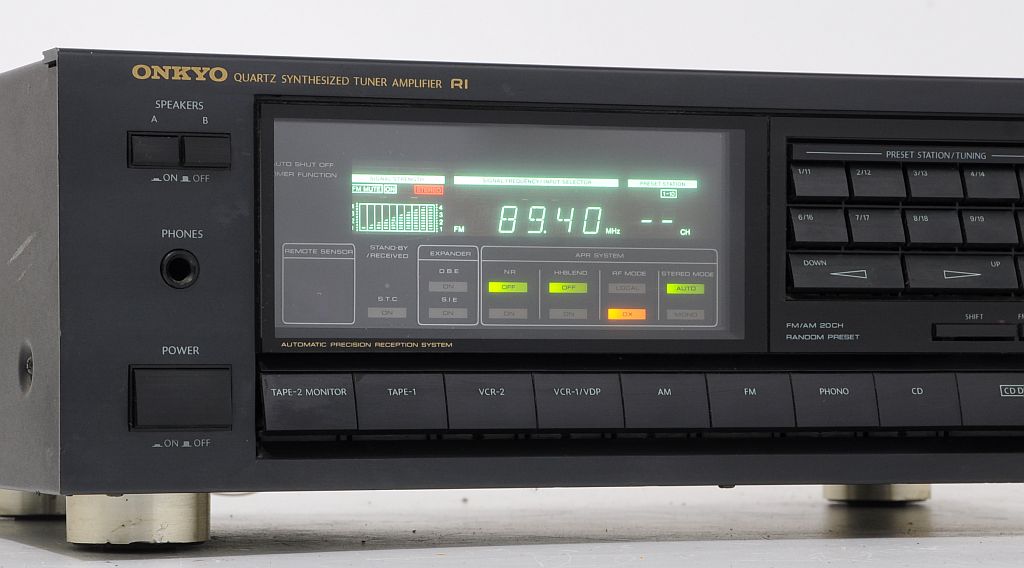 ONKYO QUARTZ SYNTHESIZED TUNER AMPLIFIER RI
SPEAKERS
A B
ON OFF
PHONES
POWER
ON OFF
AUTO SHUT OFF
TIMER FUNCTION
SIGNAL STRENGTH
SIGNAL FREQUENCY/INPUT SELECTOR
PRESET STATION
FM MUTE ON STEREO
1-10
FM 89.40 MHz -- CH
REMOTE SENSOR
STAND-BY
/RECEIVED
S.T.C
ON
EXPANDER
D.B.E
ON
S.I.E
ON
APR SYSTEM
N.R HI-BLEND RF MODE STEREO MODE
OFF OFF LOCAL AUTO
ON ON DX MONO
AUTOMATIC PRECISION RECEPTION SYSTEM
PRESET STATION/TUNING
1/11 2/12 3/13 4/14
6/16 7/17 8/18 9/19
DOWN UP
FM/AM 20CH
RANDOM PRESET
SHIFT
TAPE-2 MONITOR TAPE-1 VCR-2 VCR-1/VDP AM FM PHONO CD